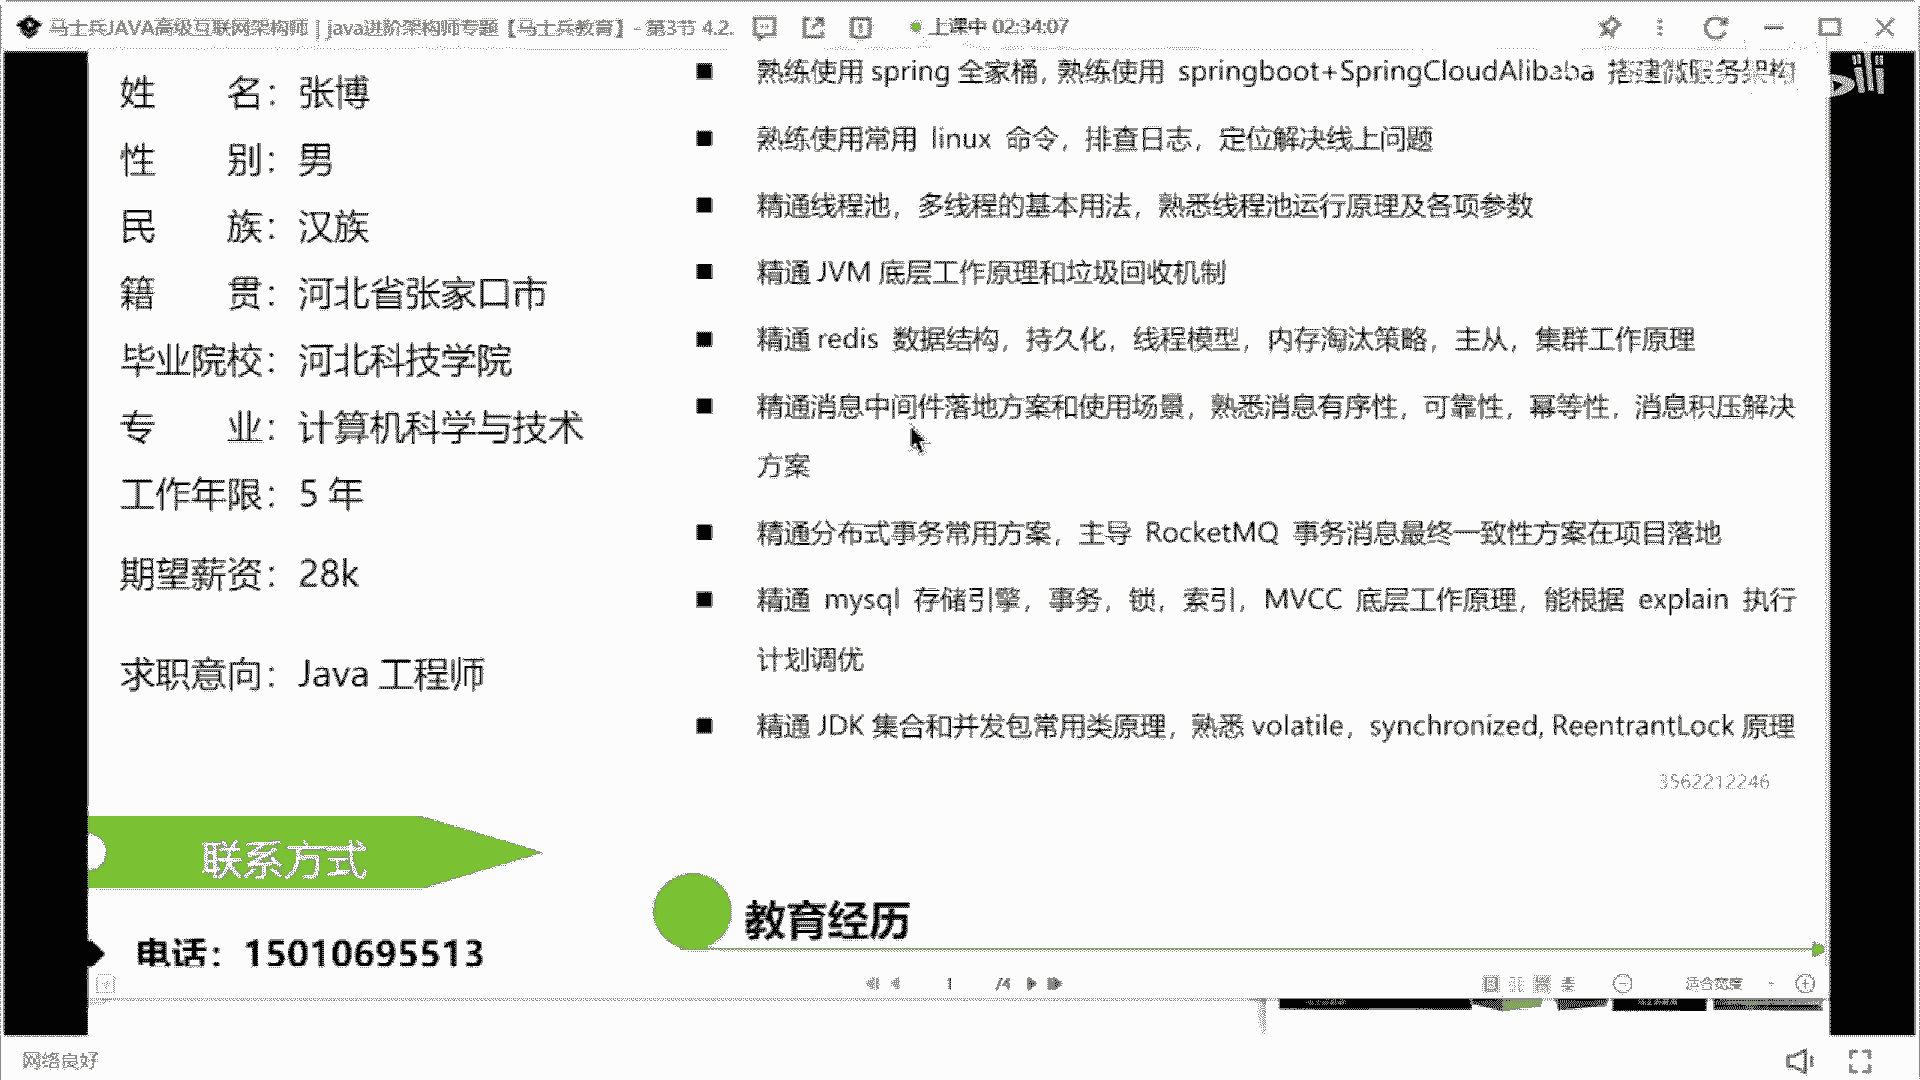 马士兵JAVA高级互联网架构师 | java进阶架构师专题【马士兵教育】- 第3节 4.2.
上课中 02:34:07
姓 名：张博
性 别：男
民 族：汉族
籍 贯：河北省张家口市
毕业院校：河北科技学院
专 业：计算机科学与技术
工作年限：5 年
期望薪资：28k
求职意向：Java 工程师
联系方式
电话：15010695513
熟练使用 spring 全家桶, 熟练使用 springboot+SpringCloudAlibaba 搭建微服务架构
熟练使用常用 linux 命令，排查日志，定位解决线上问题
精通线程池，多线程的基本用法，熟悉线程池运行原理及各项参数
精通 JVM 底层工作原理和垃圾回收机制
精通 redis 数据结构，持久化，线程模型，内存淘汰策略，主从，集群工作原理
精通消息中间件落地方案和使用场景，熟悉消息有序性，可靠性，幂等性，消息积压解决
方案
精通分布式事务常用方案，主导 RocketMQ 事务消息最终一致性方案在项目落地
精通 mysql 存储引擎，事务，锁，索引，MVCC 底层工作原理，能根据 explain 执行
计划调优
精通 JDK 集合和并发包常用类原理，熟悉 volatile，synchronized, ReentrantLock 原理
3562212246
教育经历
1 /4
适合宽度
网络良好